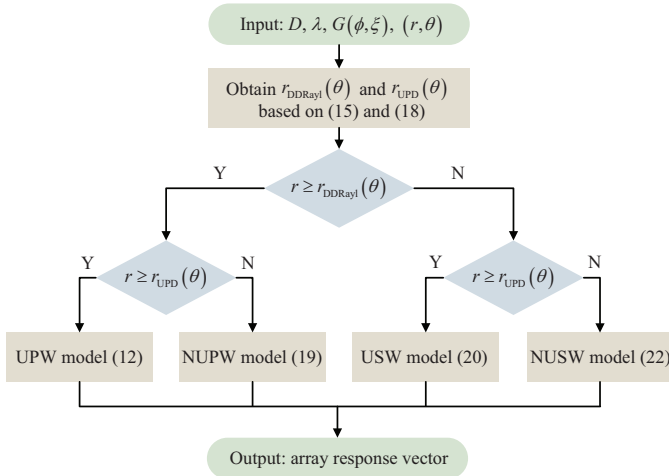 Input: D, λ, G(ϕ,ξ), (r,θ)
Obtain r_DDRayl(θ) and r_UPD(θ)
based on (15) and (18)
Y
r ≥ r_DDRayl(θ)
N
Y
r ≥ r_UPD(θ)
N
Y
r ≥ r_UPD(θ)
N
UPW model (12)
NUPW model (19)
USW model (20)
NUSW model (22)
Output: array response vector